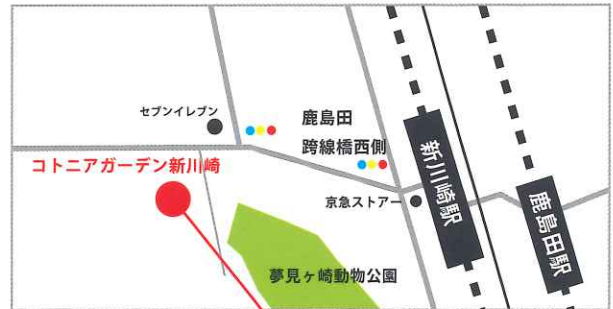 セブンイレブン
鹿島田
跨線橋西側
コトニアガーデン新川崎
京急ストアー
新川崎駅
鹿島田駅
夢見ヶ崎動物公園